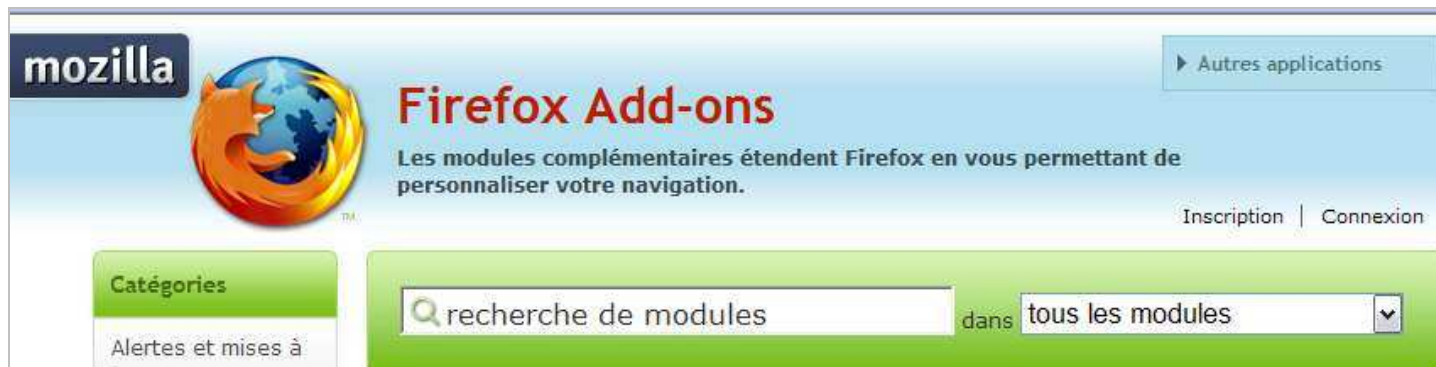 mozilla
Autres applications
Firefox Add-ons
Les modules complémentaires étendent Firefox en vous permettant de
personnaliser votre navigation.
TM
Inscription | Connexion
Catégories
recherche de modules dans tous les modules
Alertes et mises à